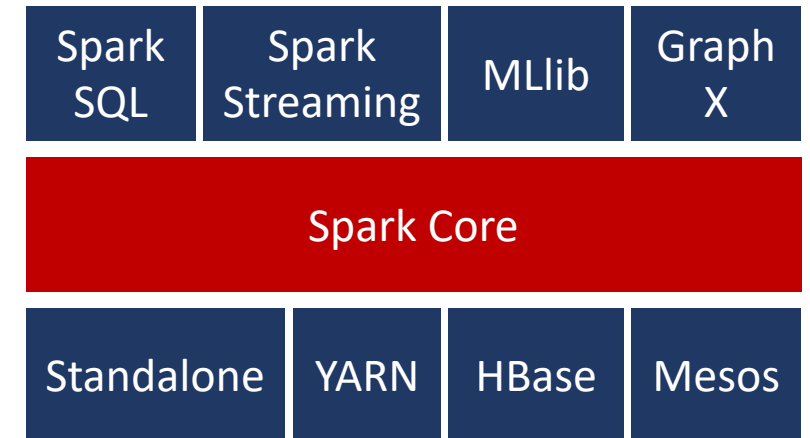 Spark
SQL
Spark
Streaming
MLlib
Graph
X
Spark Core
Standalone
YARN
HBase
Mesos